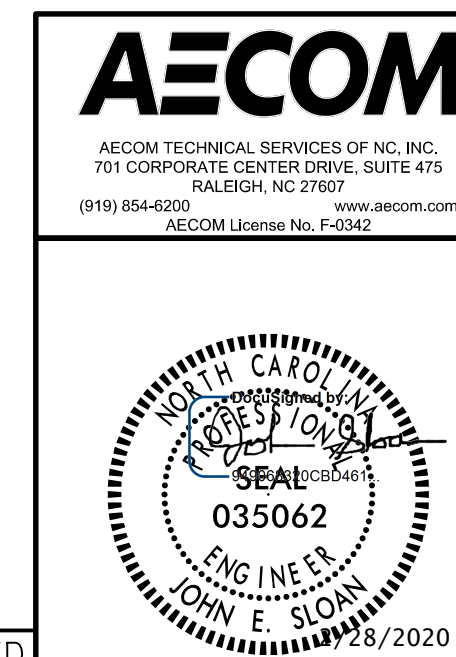 AECOM
AECOM TECHNICAL SERVICES OF NC, INC.
701 CORPORATE CENTER DRIVE, SUITE 475
RALEIGH, NC 27607
(919) 854-6200 www.aecom.com
AECOM License No. F-0342
NORTH CAROLINA
DocuSigned by:
PROFESSIONAL
John Sloan
SEAL
035062
ENGINEER
JOHN E. SLOAN
/28/2020